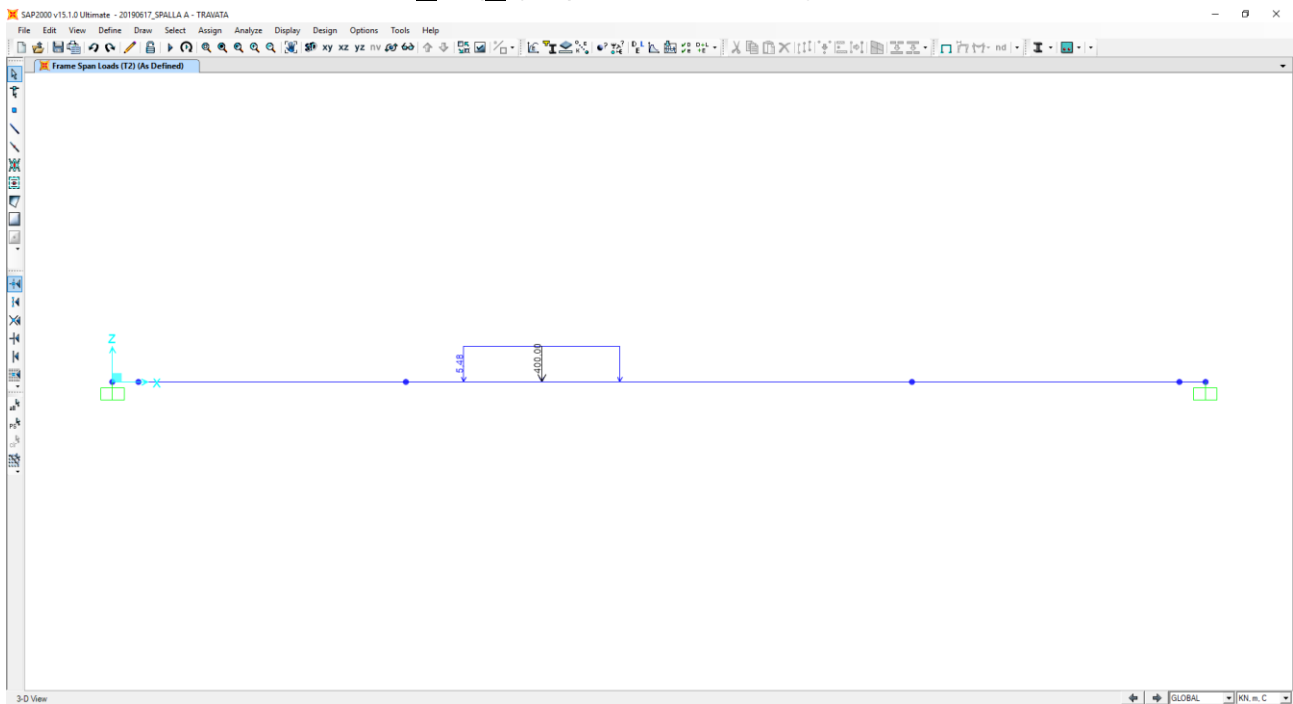 SAP2000 v15.1.0 Ultimate - 20190617_SPALLA A - TRAVATA
File Edit View Define Draw Select Assign Analyze Display Design Options Tools Help
xy xz yz nv nd
Frame Span Loads (T2) (As Defined)
Z
X
5.48
400.00
3-D View
GLOBAL
KN, m, C